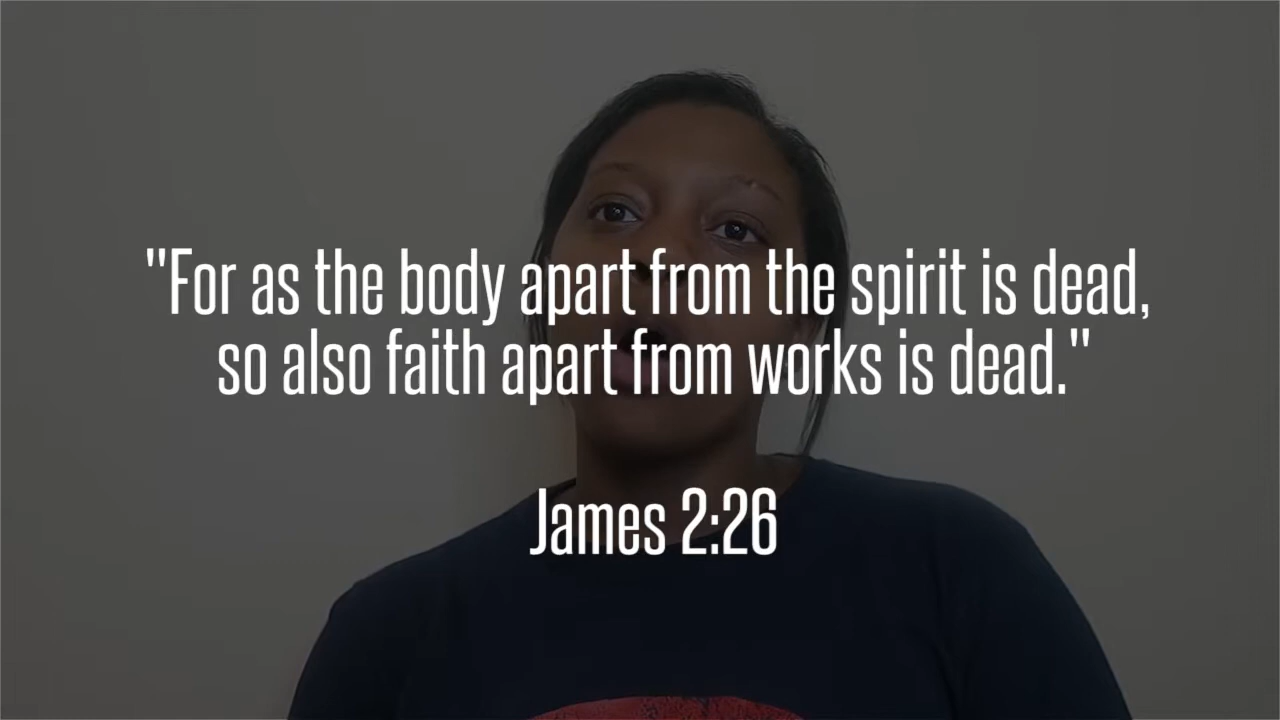 "For as the body apart from the spirit is dead,
so also faith apart from works is dead."
James 2:26